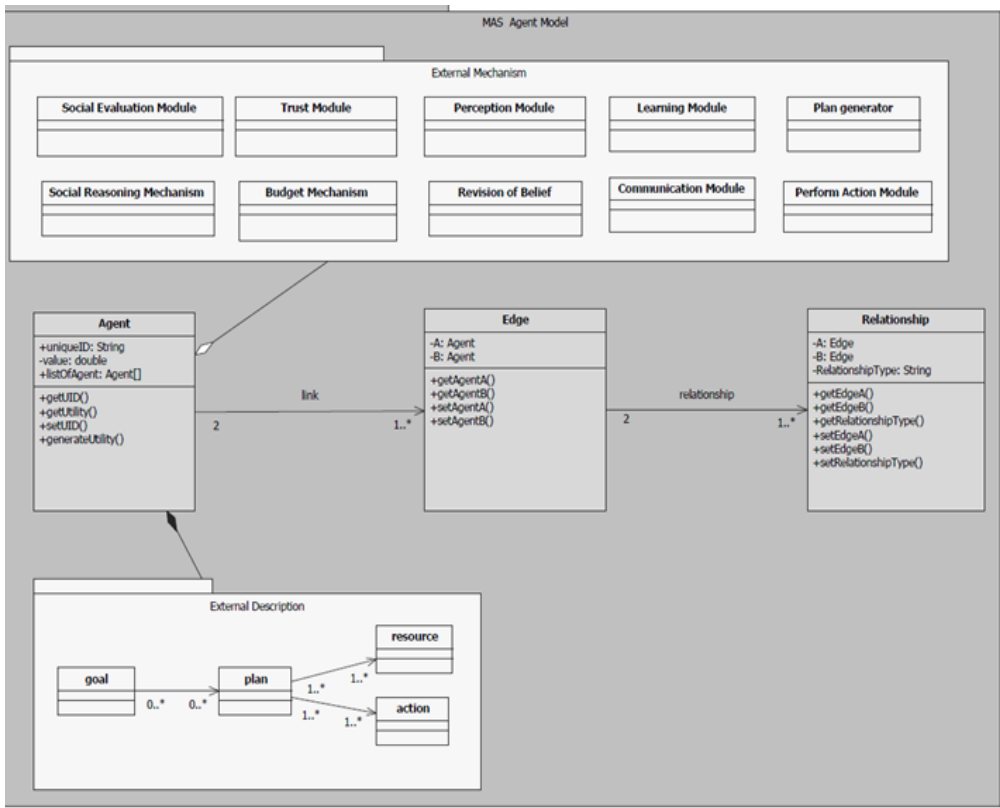 MAS Agent Model
External Mechanism
Social Evaluation Module
Trust Module
Perception Module
Learning Module
Plan generator
Social Reasoning Mechanism
Budget Mechanism
Revision of Belief
Communication Module
Perform Action Module
Agent
+uniqueID: String
-value: double
+listOfAgent: Agent[]
+getUID()
+getUtility()
+setUID()
+generateUtility()
link
2
1..*
Edge
-A: Agent
-B: Agent
+getAgentA()
+getAgentB()
+setAgentA()
+setAgentB()
relationship
2
1..*
Relationship
-A: Edge
-B: Edge
-RelationshipType: String
+getEdgeA()
+getEdgeB()
+getRelationshipType()
+setEdgeA()
+setEdgeB()
+setRelationshipType()
External Description
goal
0..*
0..*
plan
1..*
1..*
resource
1..*
1..*
action